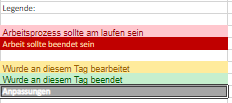 Legende:
Arbeitsprozess sollte am laufen sein
Arbeit sollte beendet sein
Wurde an diesem Tag bearbeitet
Wurde an diesem Tag beendet
Anpassungen